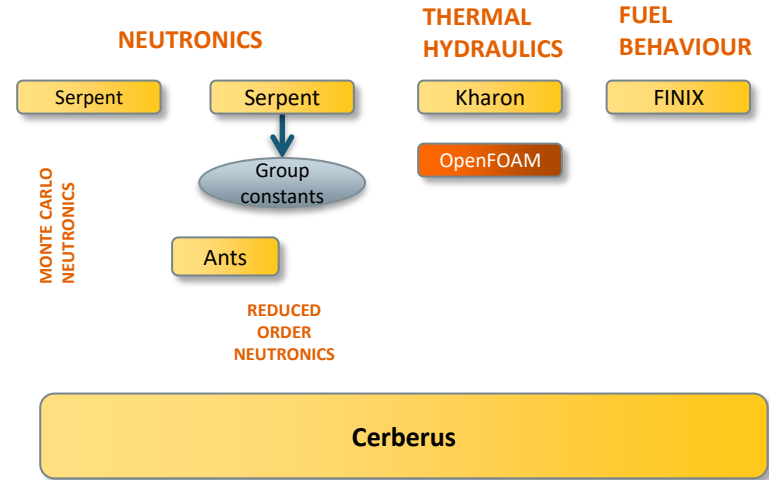 NEUTRONICS
THERMAL
HYDRAULICS
FUEL
BEHAVIOUR
Serpent
Serpent
Kharon
FINIX
OpenFOAM
Group
constants
MONTE CARLO
NEUTRONICS
Ants
REDUCED
ORDER
NEUTRONICS
Cerberus